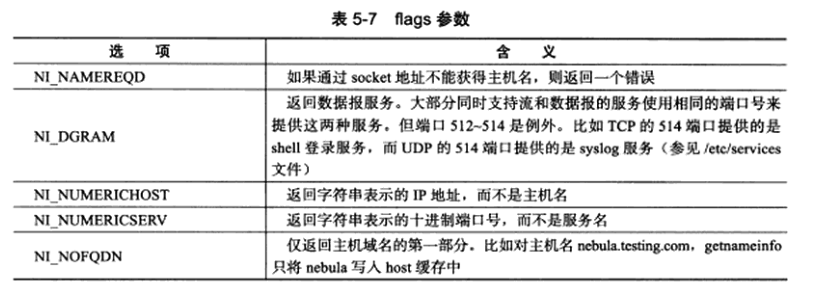 表 5-7 flags 参数
选 项 含 义
NI_NAMEREQD 如果通过 socket 地址不能获得主机名，则返回一个错误
返回数据报服务。大部分同时支持流和数据报的服务使用相同的端口号来
NI_DGRAM 提供这两种服务。但端口 512~514 是例外。比如 TCP 的 514 端口提供的是
shell 登录服务，而 UDP 的 514 端口提供的是 syslog 服务（参见 /etc/services
文件）
NI_NUMERICHOST 返回字符串表示的 IP 地址，而不是主机名
NI_NUMERICSERV 返回字符串表示的十进制端口号，而不是服务名
NI_NOFQDN 仅返回主机域名的第一部分。比如对主机名 nebula.testing.com，getnameinfo
只将 nebula 写入 host 缓存中